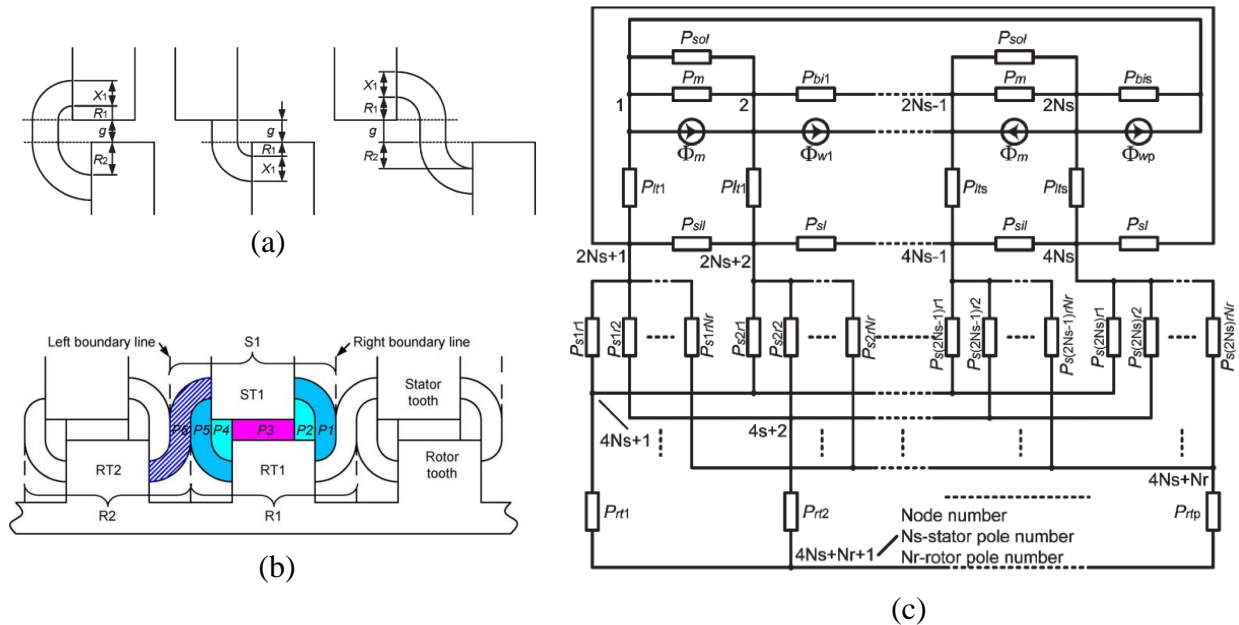 X1
R1
g
R2
g
R1
X1
X1
R1
g
R2
(a)
Left boundary line
S1
Right boundary line
ST1
Stator
tooth
P6
P5
P4
P3
P2
P1
RT2
RT1
Rotor
tooth
R2
R1
(b)
Psol
Psol
Pm
Pbi1
Pm
Pbis
1
2
2Ns-1
2Ns
Φm
Φw1
Φm
Φwp
Plt1
Plt1
Plts
Plts
Psil
Psl
Psil
Psl
2Ns+1
2Ns+2
4Ns-1
4Ns
Ps1r1
Ps1r2
Ps1rNr
Ps2r1
Ps2r2
Ps2rNr
Ps(2Ns-1)r1
Ps(2Ns-1)r2
Ps(2Ns-1)rNr
Ps(2Ns)r1
Ps(2Ns)r2
Ps(2Ns)rNr
4Ns+1
4s+2
4Ns+Nr
Prt1
Prt2
Prtp
Node number
4Ns+Nr+1
Ns-stator pole number
Nr-rotor pole number
(c)